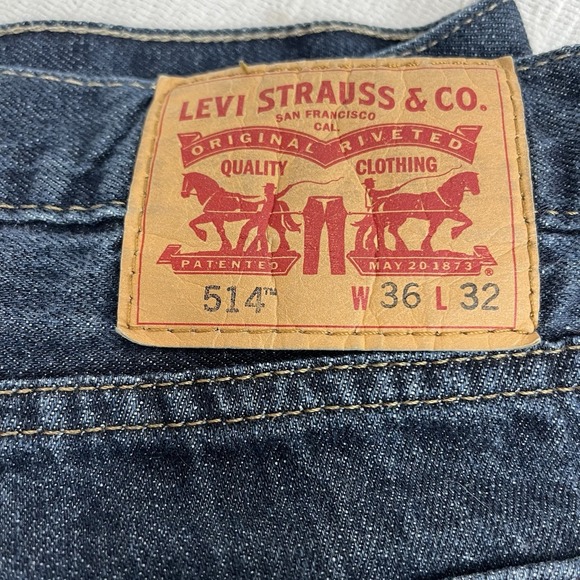 LEVI STRAUSS & CO.
SAN FRANCISCO
CAL.
ORIGINAL RIVETED
QUALITY CLOTHING
PATENTED MAY 20 1873 ®
514™ W 36 L 32